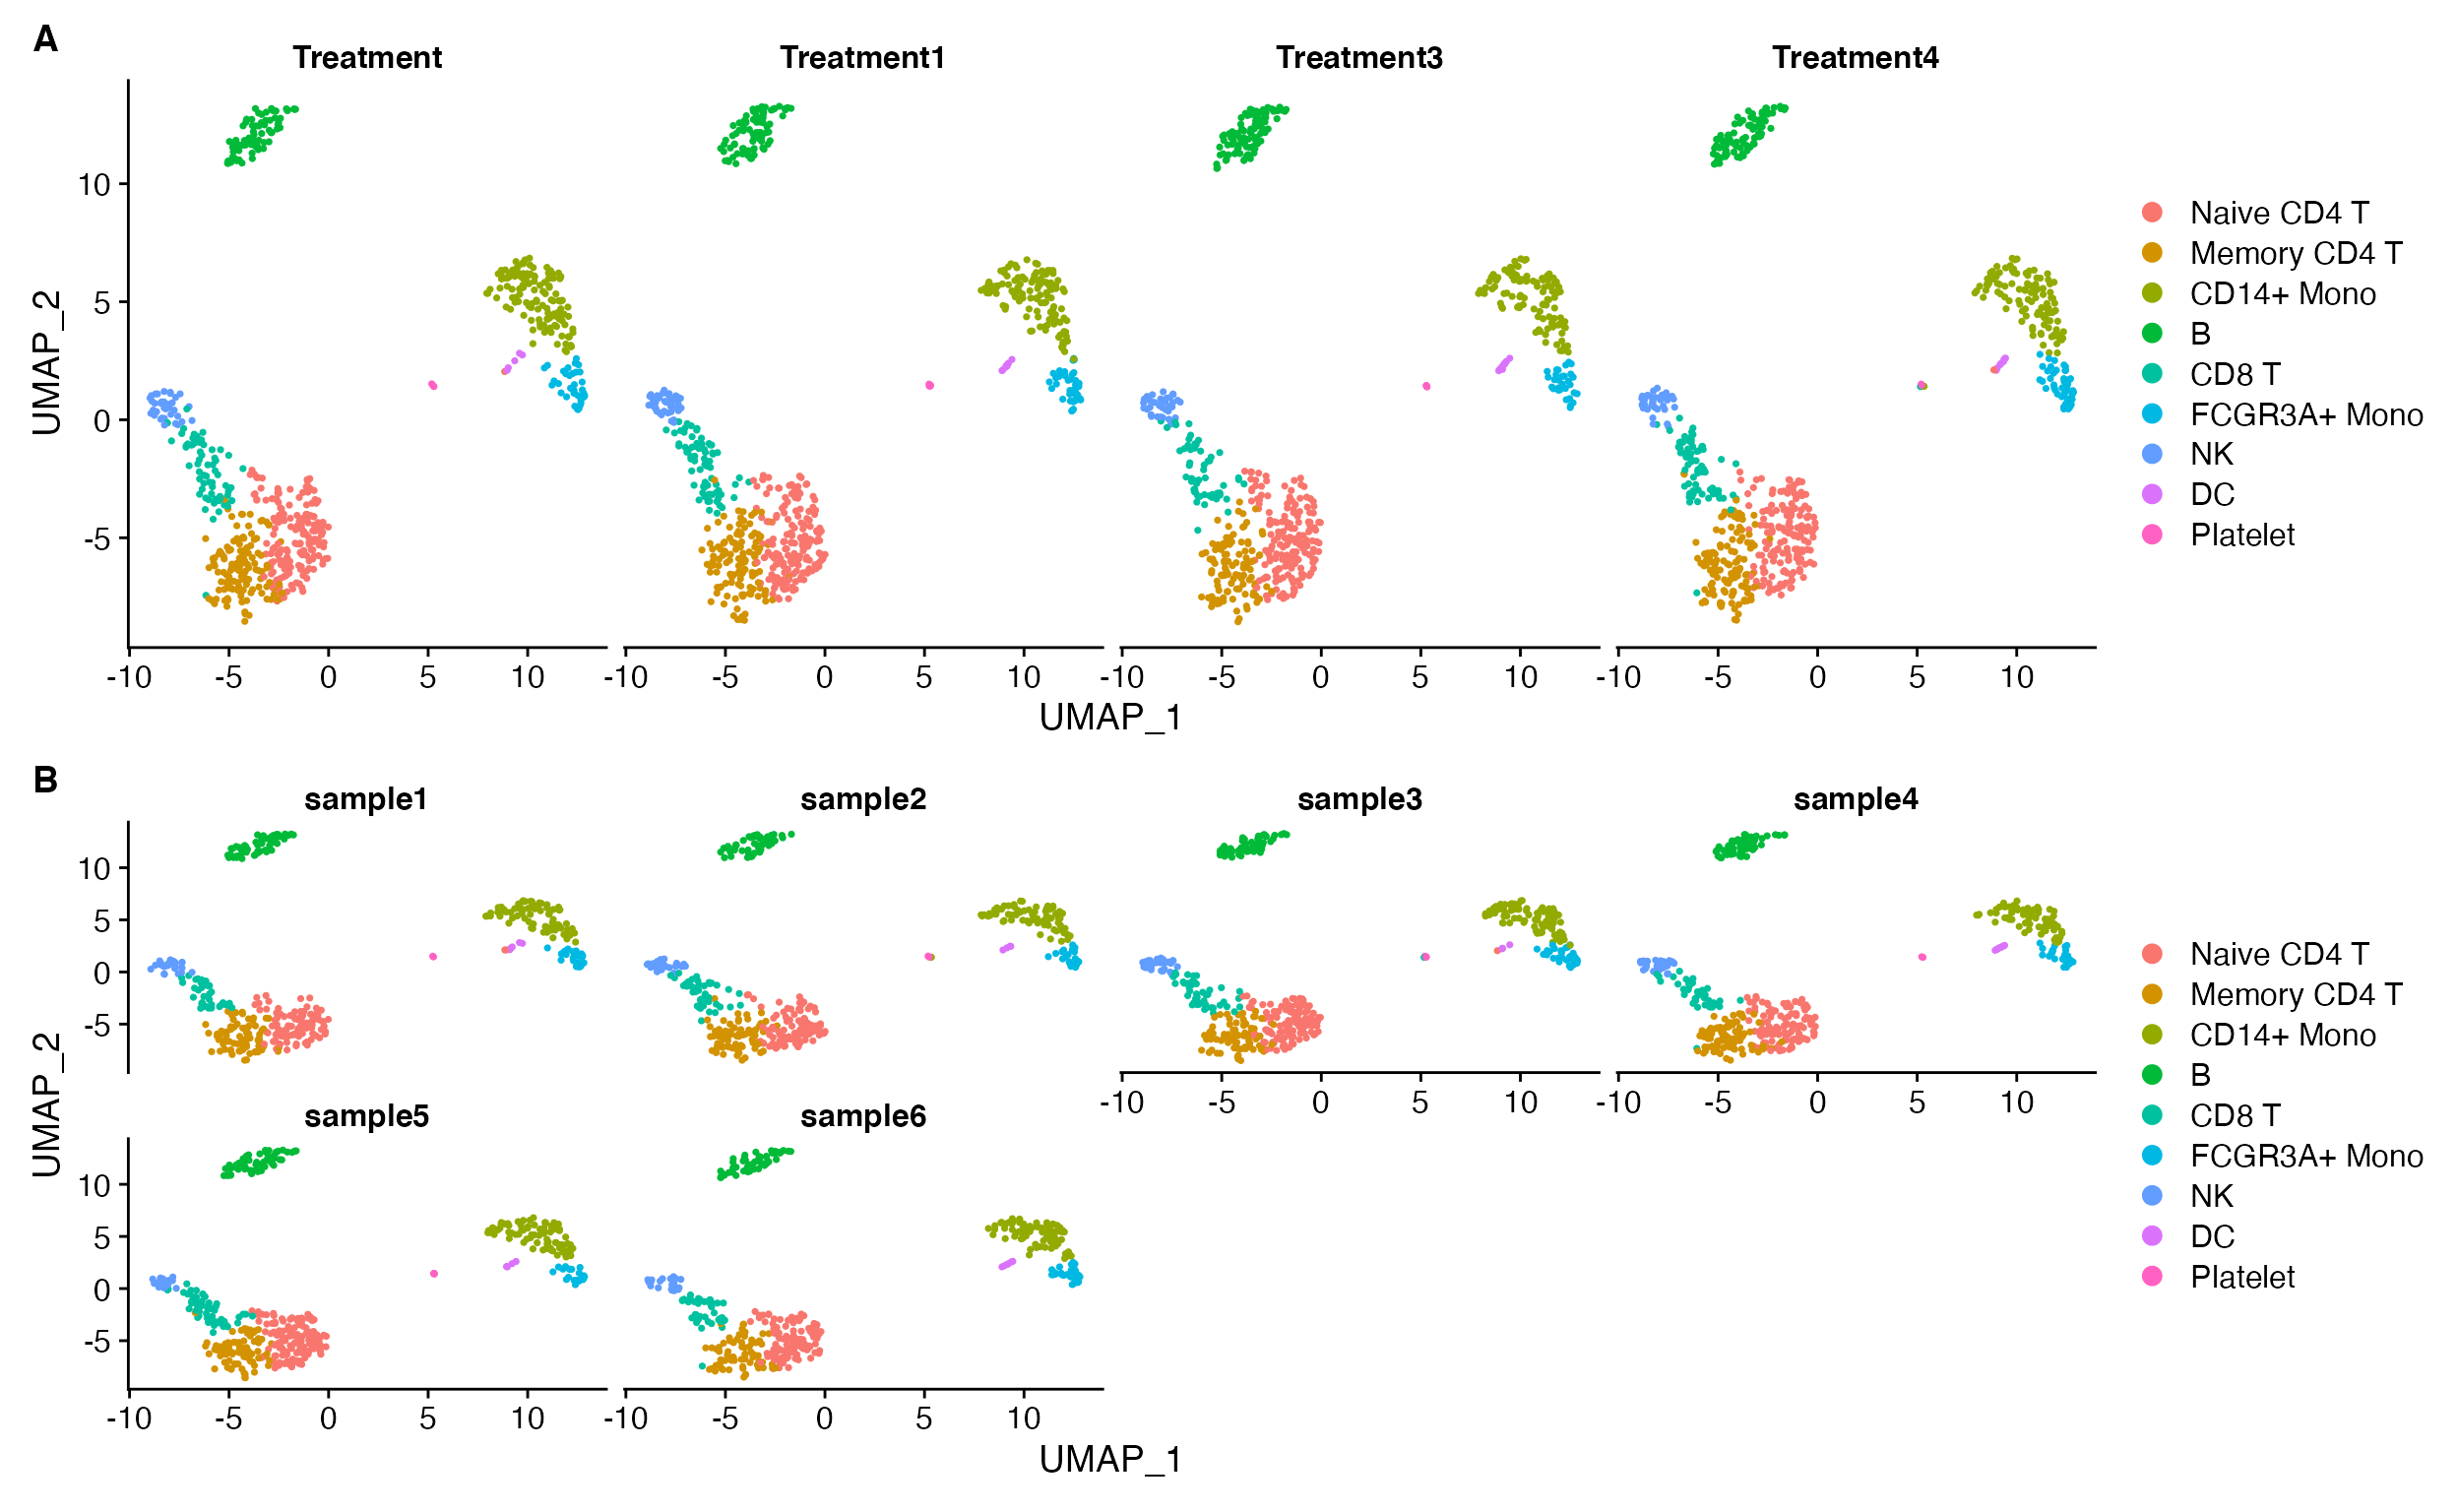 A
Treatment Treatment1 Treatment3 Treatment4
10
5
0
-5
UMAP_2
-10 -5 0 5 10 -10 -5 0 5 10 -10 -5 0 5 10 -10 -5 0 5 10
UMAP_1
Naive CD4 T
Memory CD4 T
CD14+ Mono
B
CD8 T
FCGR3A+ Mono
NK
DC
Platelet
B
sample1 sample2 sample3 sample4
10
5
0
-5
-10 -5 0 5 10 -10 -5 0 5 10
UMAP_2
sample5 sample6
10
5
0
-5
-10 -5 0 5 10 -10 -5 0 5 10
UMAP_1
Naive CD4 T
Memory CD4 T
CD14+ Mono
B
CD8 T
FCGR3A+ Mono
NK
DC
Platelet